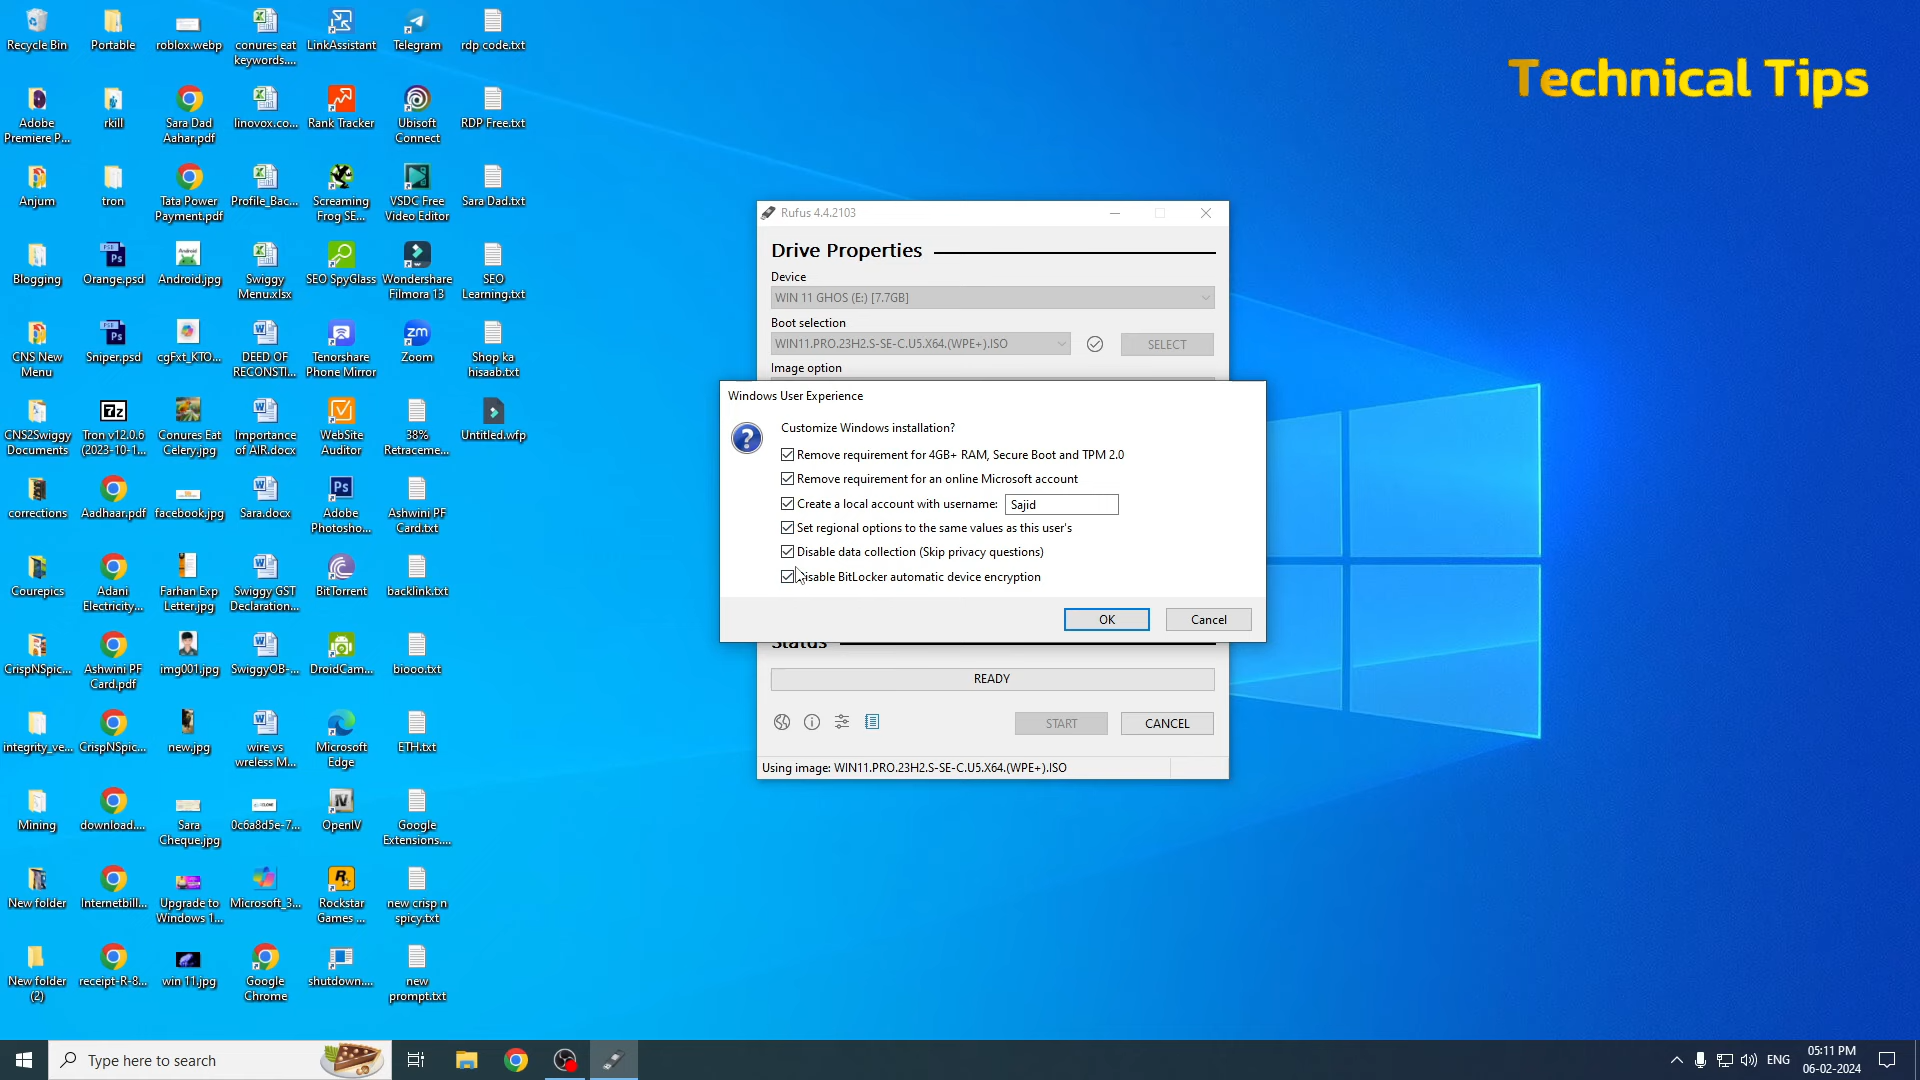 Recycle Bin
Portable
roblox.webp
conures eat
keywords....
LinkAssistant
Telegram
rdp code.txt
Technical Tips
Adobe
Premiere P...
rkill
Sara Dad
Aahar.pdf
linovox.co...
Rank Tracker
Ubisoft
Connect
RDP Free.txt
Anjum
tron
Tata Power
Payment.pdf
Profile_Bac...
Screaming
Frog SE...
VSDC Free
Video Editor
Sara Dad.txt
Blogging
Orange.psd
Android.jpg
Swiggy
Menu.xlsx
SEO SpyGlass
Wondershare
Filmora 13
SEO
Learning.txt
CNS New
Menu
Sniper.psd
cgFxt_KTO...
DEED OF
RECONSTI...
Tenorshare
Phone Mirror
Zoom
Shop ka
hisaab.txt
CNS2Swiggy
Documents
Tron v12.0.6
(2023-10-1...
Conures Eat
Celery.jpg
Importance
of AIR.docx
WebSite
Auditor
38%
Retraceme...
Untitled.wfp
corrections
Aadhaar.pdf
facebook.jpg
Sara.docx
Adobe
Photosho...
Ashwini PF
Card.txt
Courepics
Adani
Electricity...
Farhan Exp
Letter.jpg
Swiggy GST
Declaration...
BitTorrent
backlink.txt
CrispNSpic...
Ashwini PF
Card.pdf
img001.jpg
SwiggyOB-...
DroidCam...
biooo.txt
integrity_ve...
CrispNSpic...
new.jpg
wire vs
wireless M...
Microsoft
Edge
ETH.txt
Mining
download....
Sara
Cheque.jpg
0c6a8d5e-7...
OpenIV
Google
Extensions....
New folder
Internetbill...
Upgrade to
Windows 1...
Microsoft_3...
Rockstar
Games ...
new crisp n
spicy.txt
New folder
(2)
receipt-R-8...
win 11.jpg
Google
Chrome
shutdown....
new
prompt.txt
Rufus 4.4.2103
Drive Properties
Device
WIN 11 GHOS (E:) [7.7GB]
Boot selection
WIN11.PRO.23H2.S-SE-C.U5.X64.(WPE+).ISO
SELECT
Image option
Windows User Experience
Customize Windows installation?
Remove requirement for 4GB+ RAM, Secure Boot and TPM 2.0
Remove requirement for an online Microsoft account
Create a local account with username: Sajid
Set regional options to the same values as this user's
Disable data collection (Skip privacy questions)
Disable BitLocker automatic device encryption
OK
Cancel
Status
READY
START
CANCEL
Using image: WIN11.PRO.23H2.S-SE-C.U5.X64.(WPE+).ISO
Type here to search
ENG
05:11 PM
06-02-2024